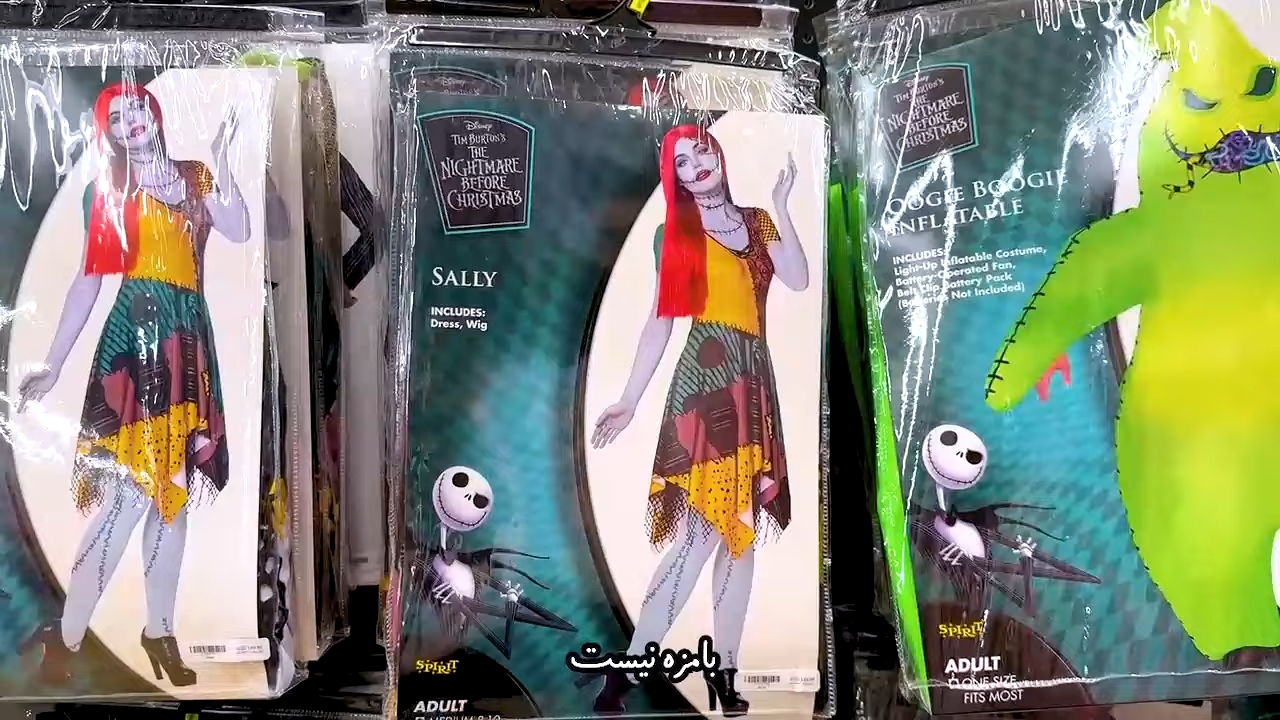 Disney
TIM BURTON'S
THE
NIGHTMARE
BEFORE
CHRISTMAS
SALLY
INCLUDES:
Dress, Wig
SPIRIT
ADULT
Disney
TIM BURTON'S
THE
NIGHTMARE
BEFORE
CHRISTMAS
OOGIE BOOGIE
INFLATABLE
INCLUDES:
Light-Up Inflatable Costume,
Battery-Operated Fan,
Belt Clip Battery Pack
(Batteries Not Included)
SPIRIT
ADULT
ONE SIZE
FITS MOST
بامزه نیست